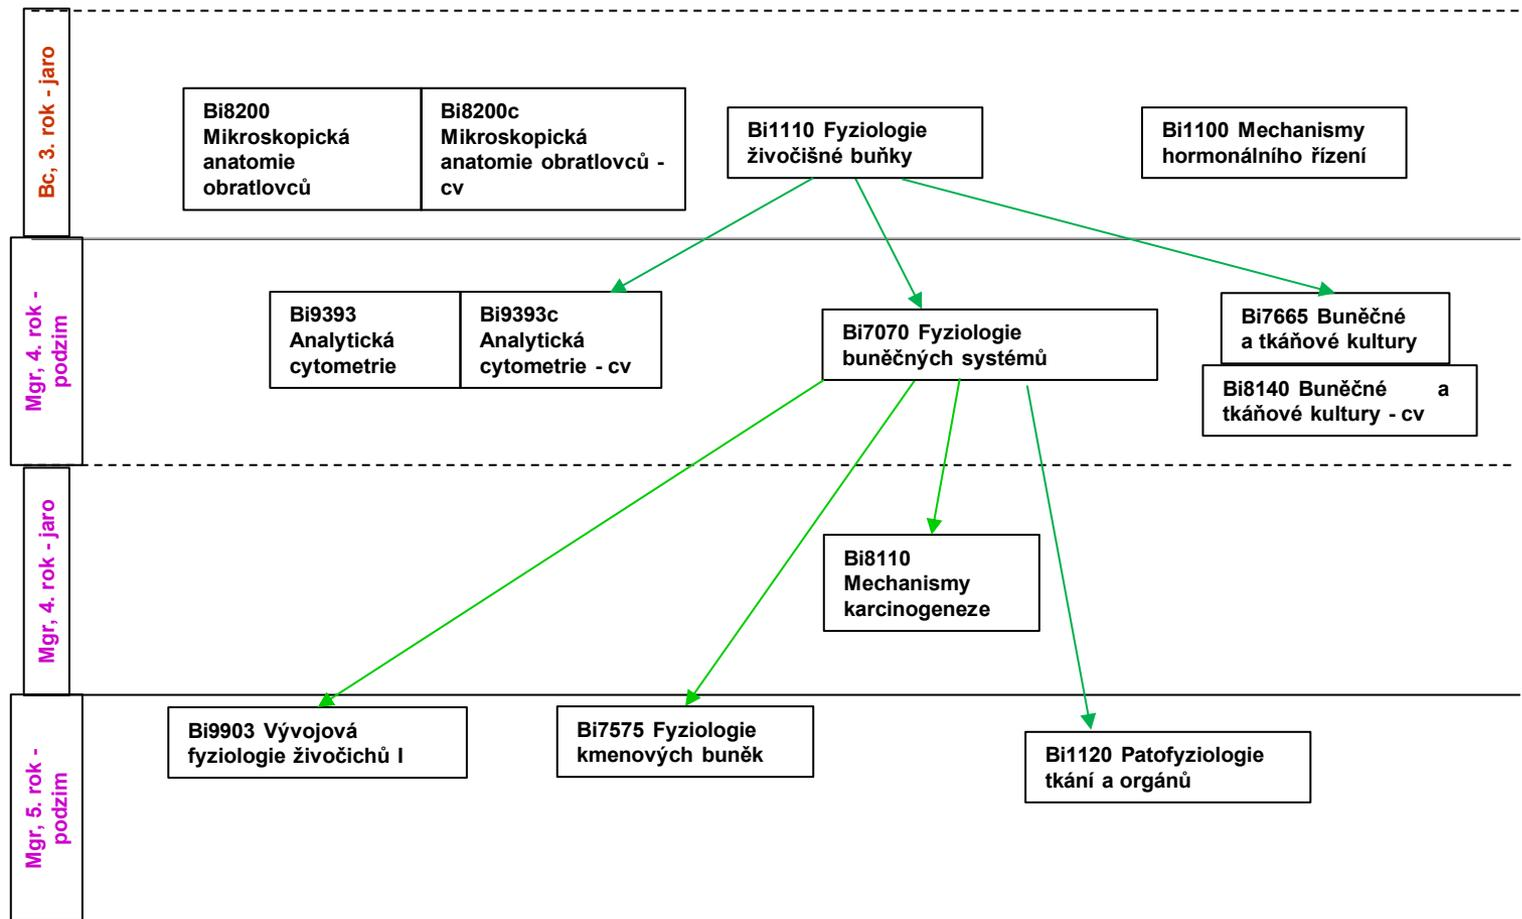 Bc, 3. rok - jaro
Bi8200
Mikroskopická
anatomie
obratlovců
Bi8200c
Mikroskopická
anatomie obratlovců -
cv
Bi1110 Fyziologie
živočišné buňky
Bi1100 Mechanismy
hormonálního řízení
Mgr, 4. rok -
podzim
Bi9393
Analytická
cytometrie
Bi9393c
Analytická
cytometrie - cv
Bi7070 Fyziologie
buněčných systémů
Bi7665 Buněčné
a tkáňové kultury
Bi8140 Buněčné a
tkáňové kultury - cv
Mgr, 4. rok - jaro
Bi8110
Mechanismy
karcinogeneze
Mgr, 5. rok -
podzim
Bi9903 Vývojová
fyziologie živočichů I
Bi7575 Fyziologie
kmenových buněk
Bi1120 Patofyziologie
tkání a orgánů